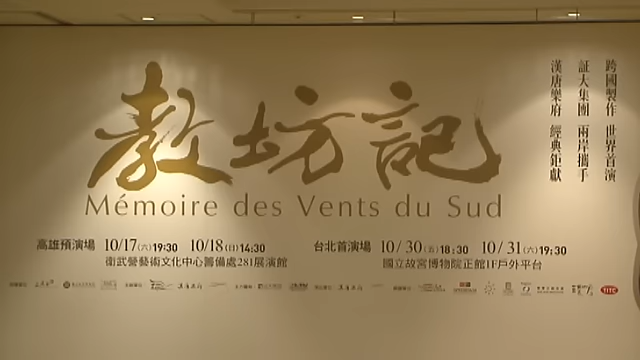 教坊記
Mémoire des Vents du Sud
跨國製作 世界首演
証大集團 兩岸攜手
漢唐樂府 經典鉅獻
高雄預演場 10/17(六)19:30 10/18(日)14:30
衛武營藝術文化中心籌備處281展演館
台北首演場 10/30(五)18:30 10/31(六)19:30
國立故宮博物院正館1F戶外平台
TITC